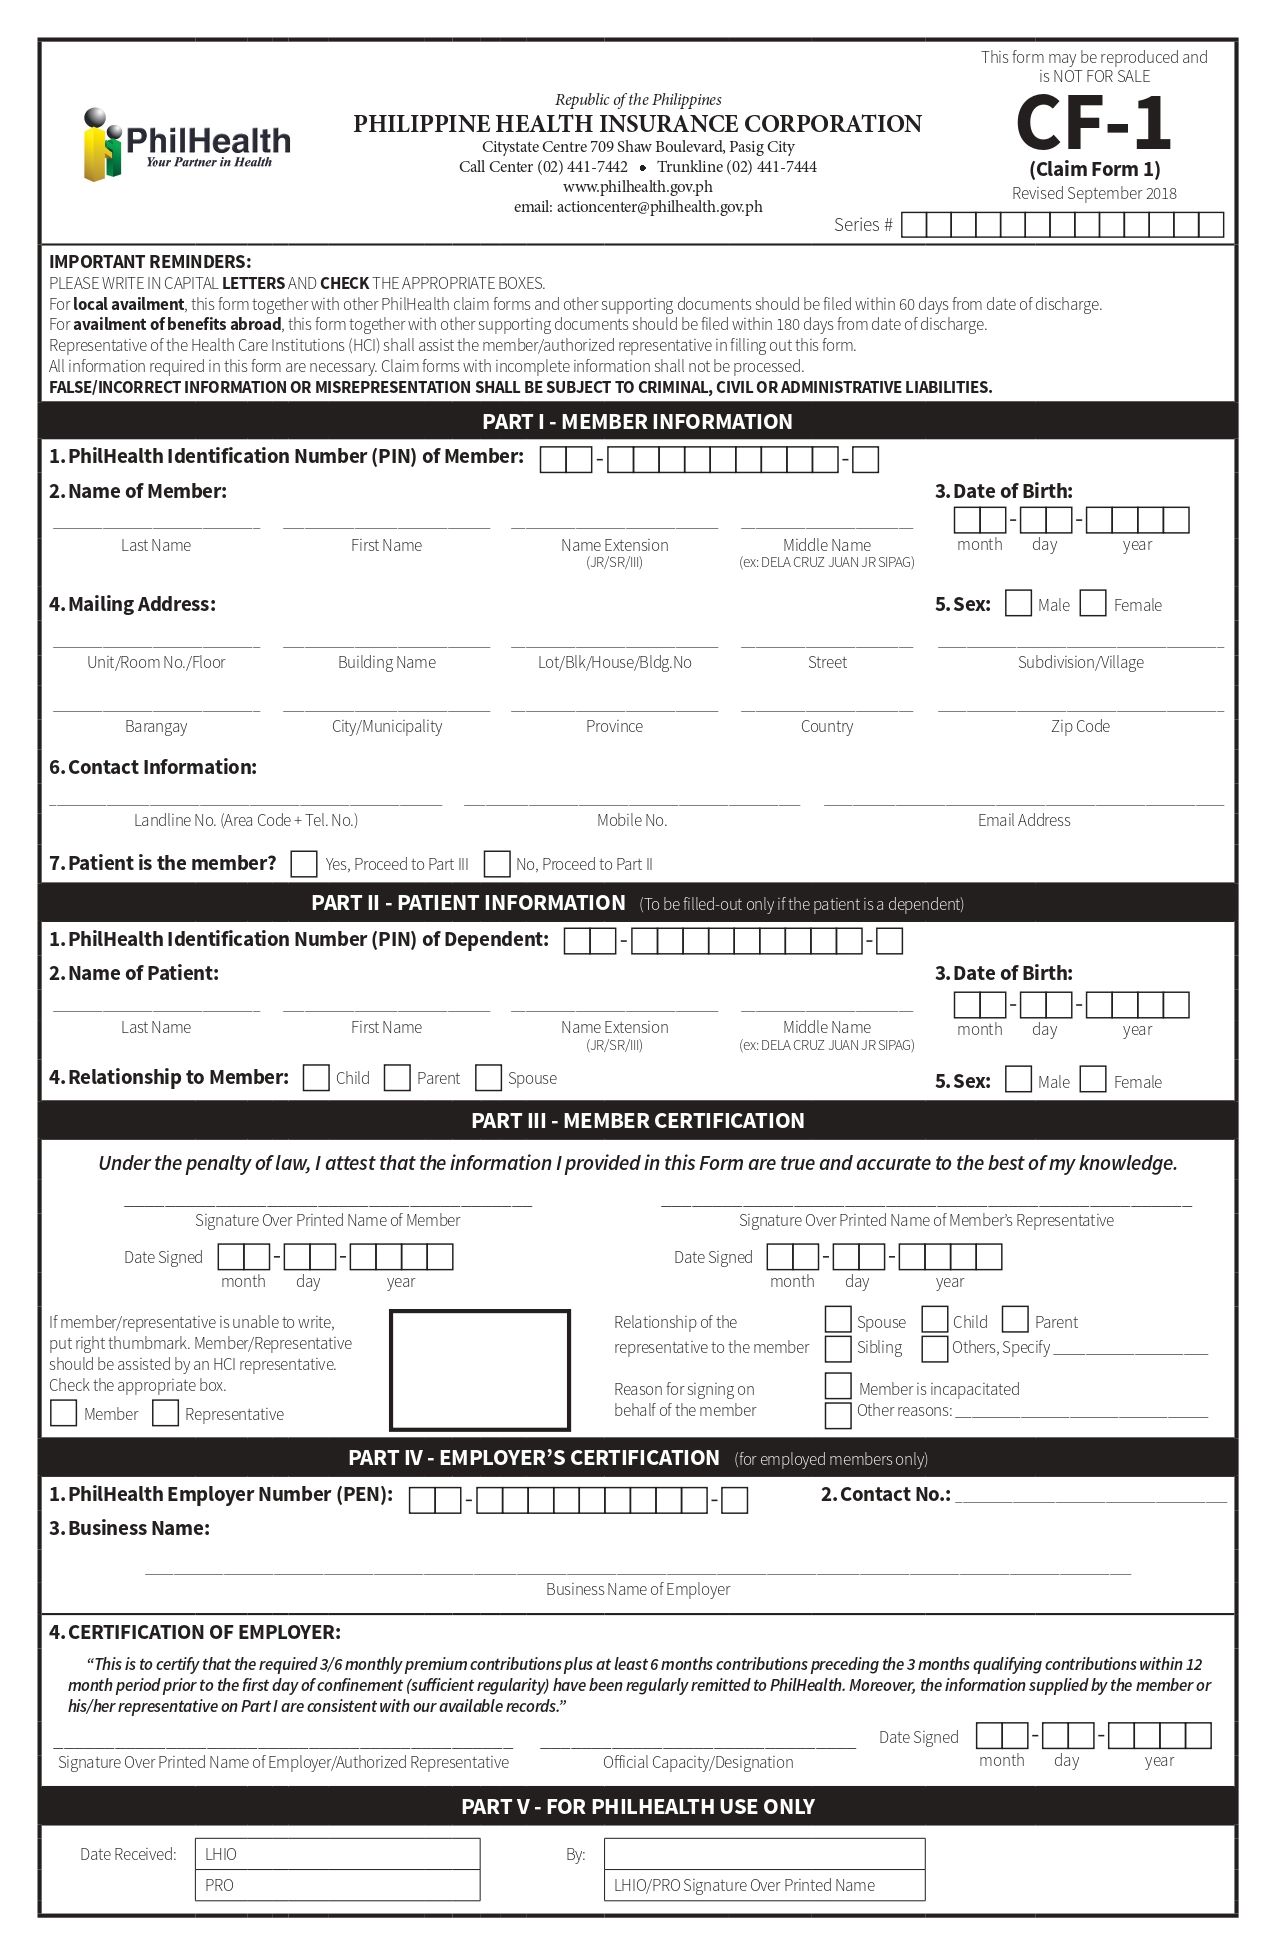 This form may be reproduced and
is NOT FOR SALE
PhilHealth
Your Partner in Health
Republic of the Philippines
PHILIPPINE HEALTH INSURANCE CORPORATION
Citystate Centre 709 Shaw Boulevard, Pasig City
Call Center (02) 441-7442 • Trunkline (02) 441-7444
www.philhealth.gov.ph
email: actioncenter@philhealth.gov.ph
CF-1
(Claim Form 1)
Revised September 2018
Series #
IMPORTANT REMINDERS:
PLEASE WRITE IN CAPITAL LETTERS AND CHECK THE APPROPRIATE BOXES.
For local availment, this form together with other PhilHealth claim forms and other supporting documents should be filed within 60 days from date of discharge.
For availment of benefits abroad, this form together with other supporting documents should be filed within 180 days from date of discharge.
Representative of the Health Care Institutions (HCI) shall assist the member/authorized representative in filling out this form.
All information required in this form are necessary. Claim forms with incomplete information shall not be processed.
FALSE/INCORRECT INFORMATION OR MISREPRESENTATION SHALL BE SUBJECT TO CRIMINAL, CIVIL OR ADMINISTRATIVE LIABILITIES.
PART I - MEMBER INFORMATION
1. PhilHealth Identification Number (PIN) of Member: - -
2. Name of Member: 3. Date of Birth:
- -
Last Name First Name Name Extension Middle Name month day year
(JR/SR/III) (ex: DELA CRUZ JUAN JR SIPAG)
4. Mailing Address: 5. Sex: Male Female
Unit/Room No./Floor Building Name Lot/Blk/House/Bldg.No Street Subdivision/Village
Barangay City/Municipality Province Country Zip Code
6. Contact Information:
Landline No. (Area Code + Tel. No.) Mobile No. Email Address
7. Patient is the member? Yes, Proceed to Part III No, Proceed to Part II
PART II - PATIENT INFORMATION (To be filled-out only if the patient is a dependent)
1. PhilHealth Identification Number (PIN) of Dependent: - -
2. Name of Patient: 3. Date of Birth:
- -
Last Name First Name Name Extension Middle Name month day year
(JR/SR/III) (ex: DELA CRUZ JUAN JR SIPAG)
4. Relationship to Member: Child Parent Spouse 5. Sex: Male Female
PART III - MEMBER CERTIFICATION
Under the penalty of law, I attest that the information I provided in this Form are true and accurate to the best of my knowledge.
Signature Over Printed Name of Member Signature Over Printed Name of Member's Representative
Date Signed - - Date Signed - -
month day year month day year
If member/representative is unable to write,
put right thumbmark. Member/Representative
should be assisted by an HCI representative.
Check the appropriate box.
Member Representative
Relationship of the Spouse Child Parent
representative to the member Sibling Others, Specify
Reason for signing on Member is incapacitated
behalf of the member Other reasons:
PART IV - EMPLOYER'S CERTIFICATION (for employed members only)
1. PhilHealth Employer Number (PEN): - - 2. Contact No.:
3. Business Name:
Business Name of Employer
4. CERTIFICATION OF EMPLOYER:
“This is to certify that the required 3/6 monthly premium contributions plus at least 6 months contributions preceding the 3 months qualifying contributions within 12
month period prior to the first day of confinement (sufficient regularity) have been regularly remitted to PhilHealth. Moreover, the information supplied by the member or
his/her representative on Part I are consistent with our available records.”
Date Signed - -
Signature Over Printed Name of Employer/Authorized Representative Official Capacity/Designation month day year
PART V - FOR PHILHEALTH USE ONLY
Date Received: LHIO By:
PRO LHIO/PRO Signature Over Printed Name